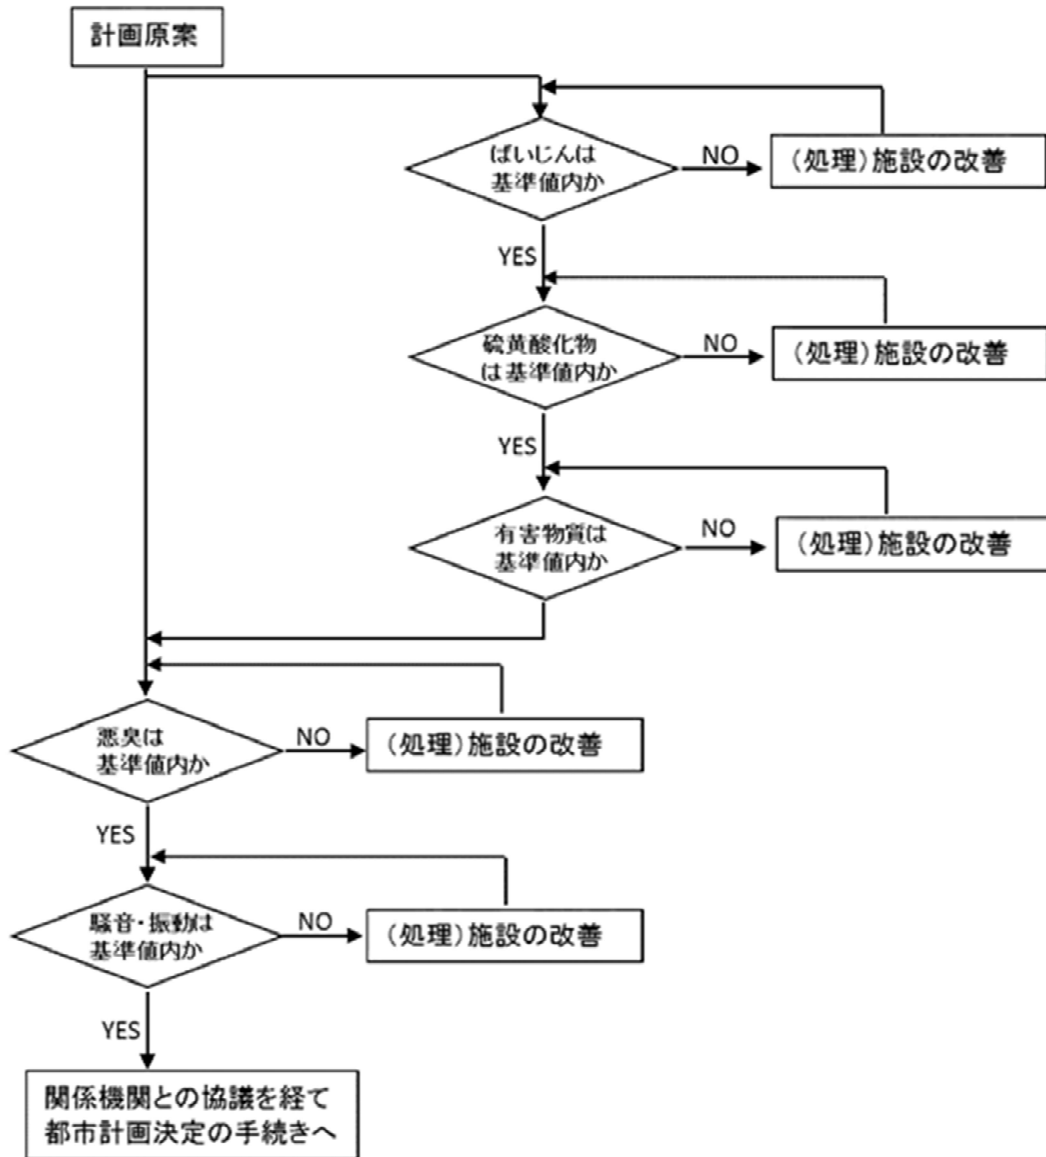 計画原案
ばいじんは
基準値内か
NO
(処理)施設の改善
YES
硫黄酸化物
は基準値内か
NO
(処理)施設の改善
YES
有害物質は
基準値内か
NO
(処理)施設の改善
悪臭は
基準値内か
NO
(処理)施設の改善
YES
騒音・振動は
基準値内か
NO
(処理)施設の改善
YES
関係機関との協議を経て
都市計画決定の手続きへ